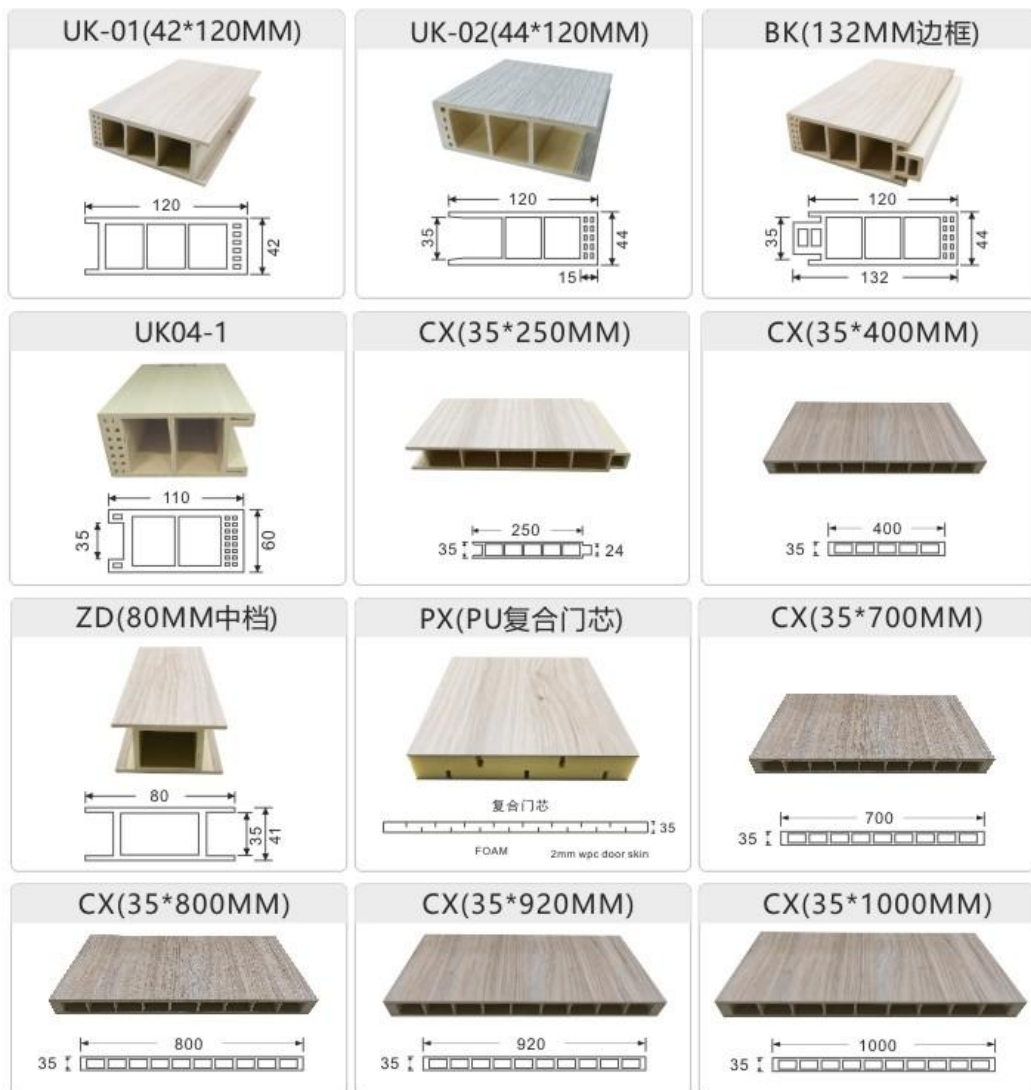 UK-01(42*120MM)
120
42
UK-02(44*120MM)
120
35
44
15
BK(132MM边框)
120
35
44
132
UK04-1
110
35
60
CX(35*250MM)
250
35
24
CX(35*400MM)
400
35
ZD(80MM中档)
80
35
41
PX(PU复合门芯)
复合门芯
35
FOAM 2mm wpc door skin
CX(35*700MM)
700
35
CX(35*800MM)
800
35
CX(35*920MM)
920
35
CX(35*1000MM)
1000
35